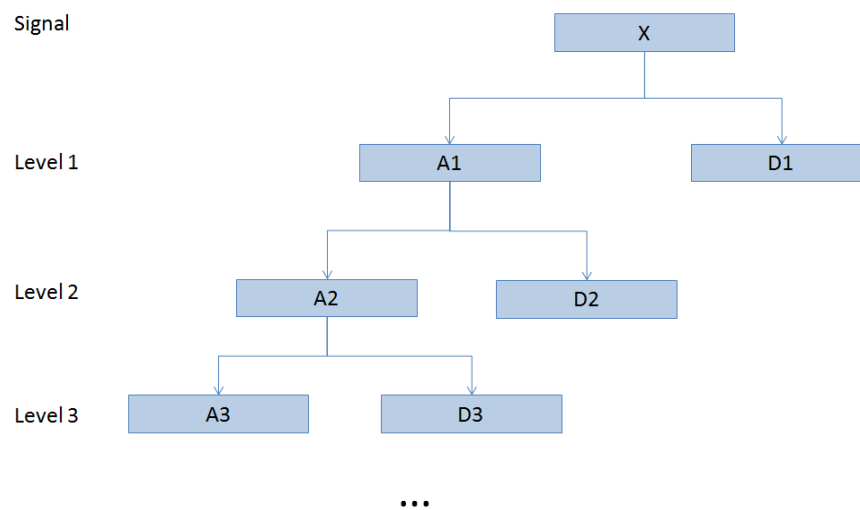 Signal
X
Level 1
A1
D1
Level 2
A2
D2
Level 3
A3
D3
...